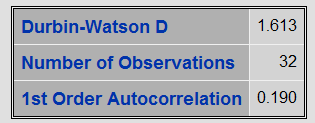 Durbin-Watson D 1.613
Number of Observations 32
1st Order Autocorrelation 0.190